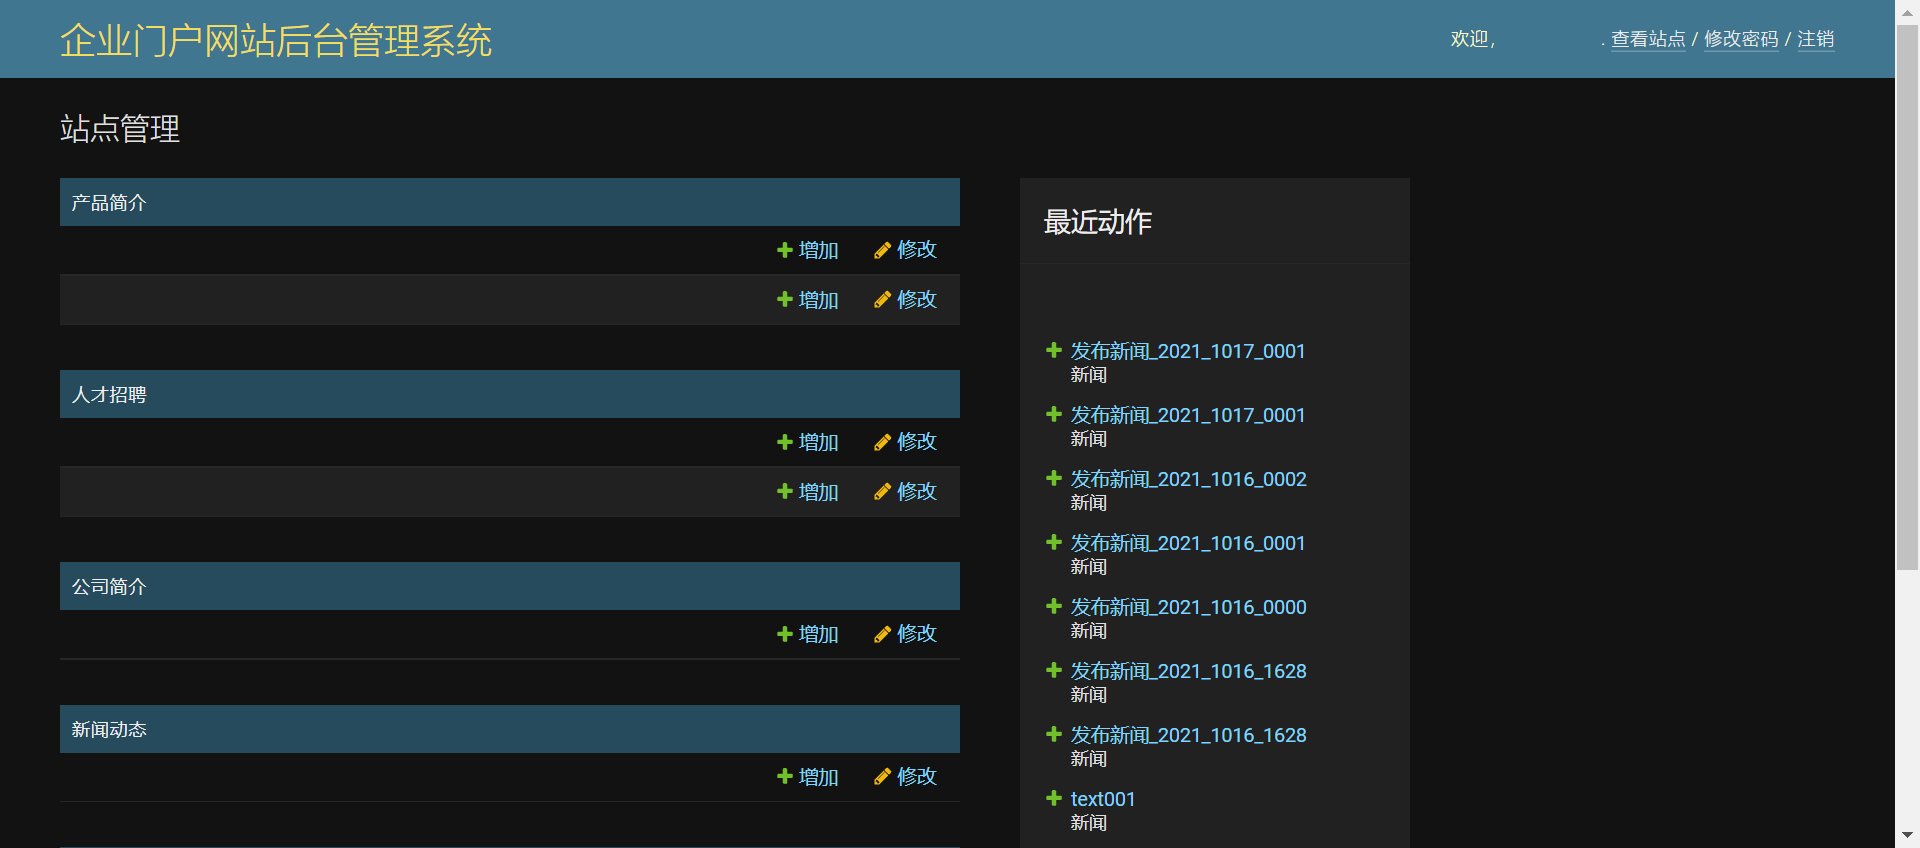 企业门户网站后台管理系统
欢迎, . 查看站点 / 修改密码 / 注销
站点管理
产品简介
增加 修改
增加 修改
人才招聘
增加 修改
增加 修改
公司简介
增加 修改
新闻动态
增加 修改
最近动作
发布新闻_2021_1017_0001
新闻
发布新闻_2021_1017_0001
新闻
发布新闻_2021_1016_0002
新闻
发布新闻_2021_1016_0001
新闻
发布新闻_2021_1016_0000
新闻
发布新闻_2021_1016_1628
新闻
发布新闻_2021_1016_1628
新闻
text001
新闻